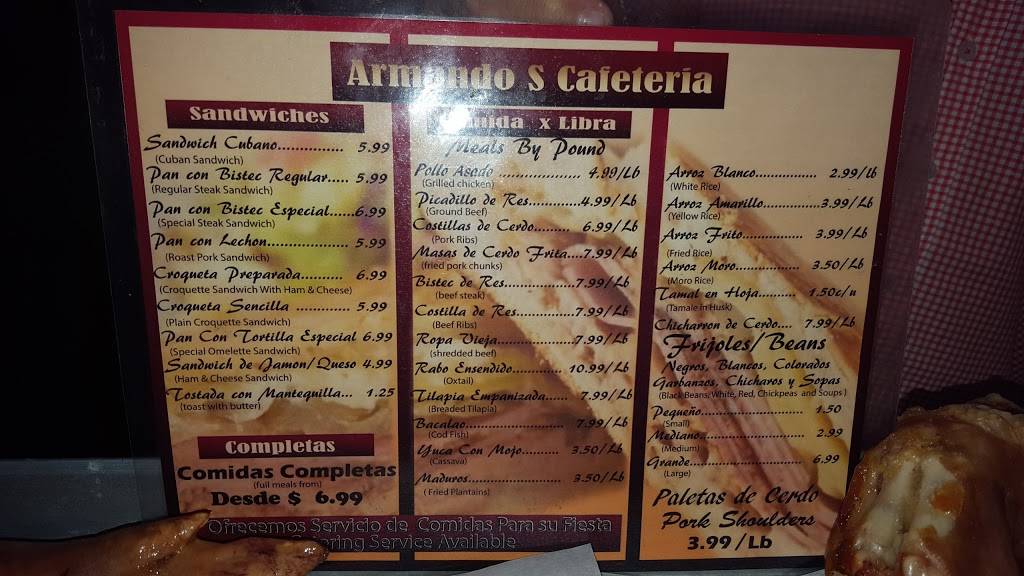 Armando S Cafeteria
Sandwiches
Sandwich Cubano............... 5.99
(Cuban Sandwich)
Pan con Bistec Regular..... 5.99
(Regular Steak Sandwich)
Pan con Bistec Especial......6.99
(Special Steak Sandwich)
Pan con Lechon.................... 5.99
(Roast Pork Sandwich)
Croqueta Preparada.......... 6.99
(Croquette Sandwich With Ham & Cheese)
Croqueta Sencilla .............. 5.99
(Plain Croquette Sandwich)
Pan Con Tortilla Especial 6.99
(Special Omelette Sandwich)
Sandwich de Jamon/Queso 4.99
(Ham & Cheese Sandwich)
Tostada con Mantequilla... 1.25
(toast with butter)
Completas
Comidas Completas
(full meals from)
Desde $ 6.99
Comida x Libra
Meals By Pound
Pollo Asado ...................... 4.99/Lb
(Grilled chicken)
Picadillo de Res...............4.99/Lb
(Ground Beef)
Costillas de Cerdo......... 6.99/Lb
(Pork Ribs)
Masas de Cerdo Frita....7.99/Lb
(fried pork chunks)
Bistec de Res....................7.99/Lb
(beef steak)
Costilla de Res.................7.99/Lb
(Beef Ribs)
Ropa Vieja........................7.99/Lb
(shredded beef)
Rabo Ensendido............. 10.99/Lb
(Oxtail)
Tilapia Empanizada....... 7.99/Lb
(Breaded Tilapia)
Bacalao............................ 7.99/Lb
(Cod Fish)
Yuca Con Mojo............. 3.50/Lb
(Cassava)
Maduros.......................... 3.50/Lb
( Fried Plantains)
Arroz Blanco.................. 2.99/lb
(White Rice)
Arroz Amarillo..............3.99/Lb
(Yellow Rice)
Arroz Frito.................. 3.99/Lb
(Fried Rice)
Arroz Moro................. 3.50/Lb
(Moro Rice)
Tamal en Hoja.......... 1.50c/u
(Tamale in Husk)
Chicharron de Cerdo.... 7.99/Lb
Frijoles/Beans
Negros, Blancos, Colorados
Garbanzos, Chicharos y Sopas
(Black Beans, White, Red, Chickpeas and Soups )
Pequeño......................... 1.50
(Small)
Mediano......................... 2.99
(Medium)
Grande........................... 6.99
(Large)
Paletas de Cerdo
Pork Shoulders
3.99/Lb
Ofrecemos Servicio de Comidas Para su Fiesta
Catering Service Available